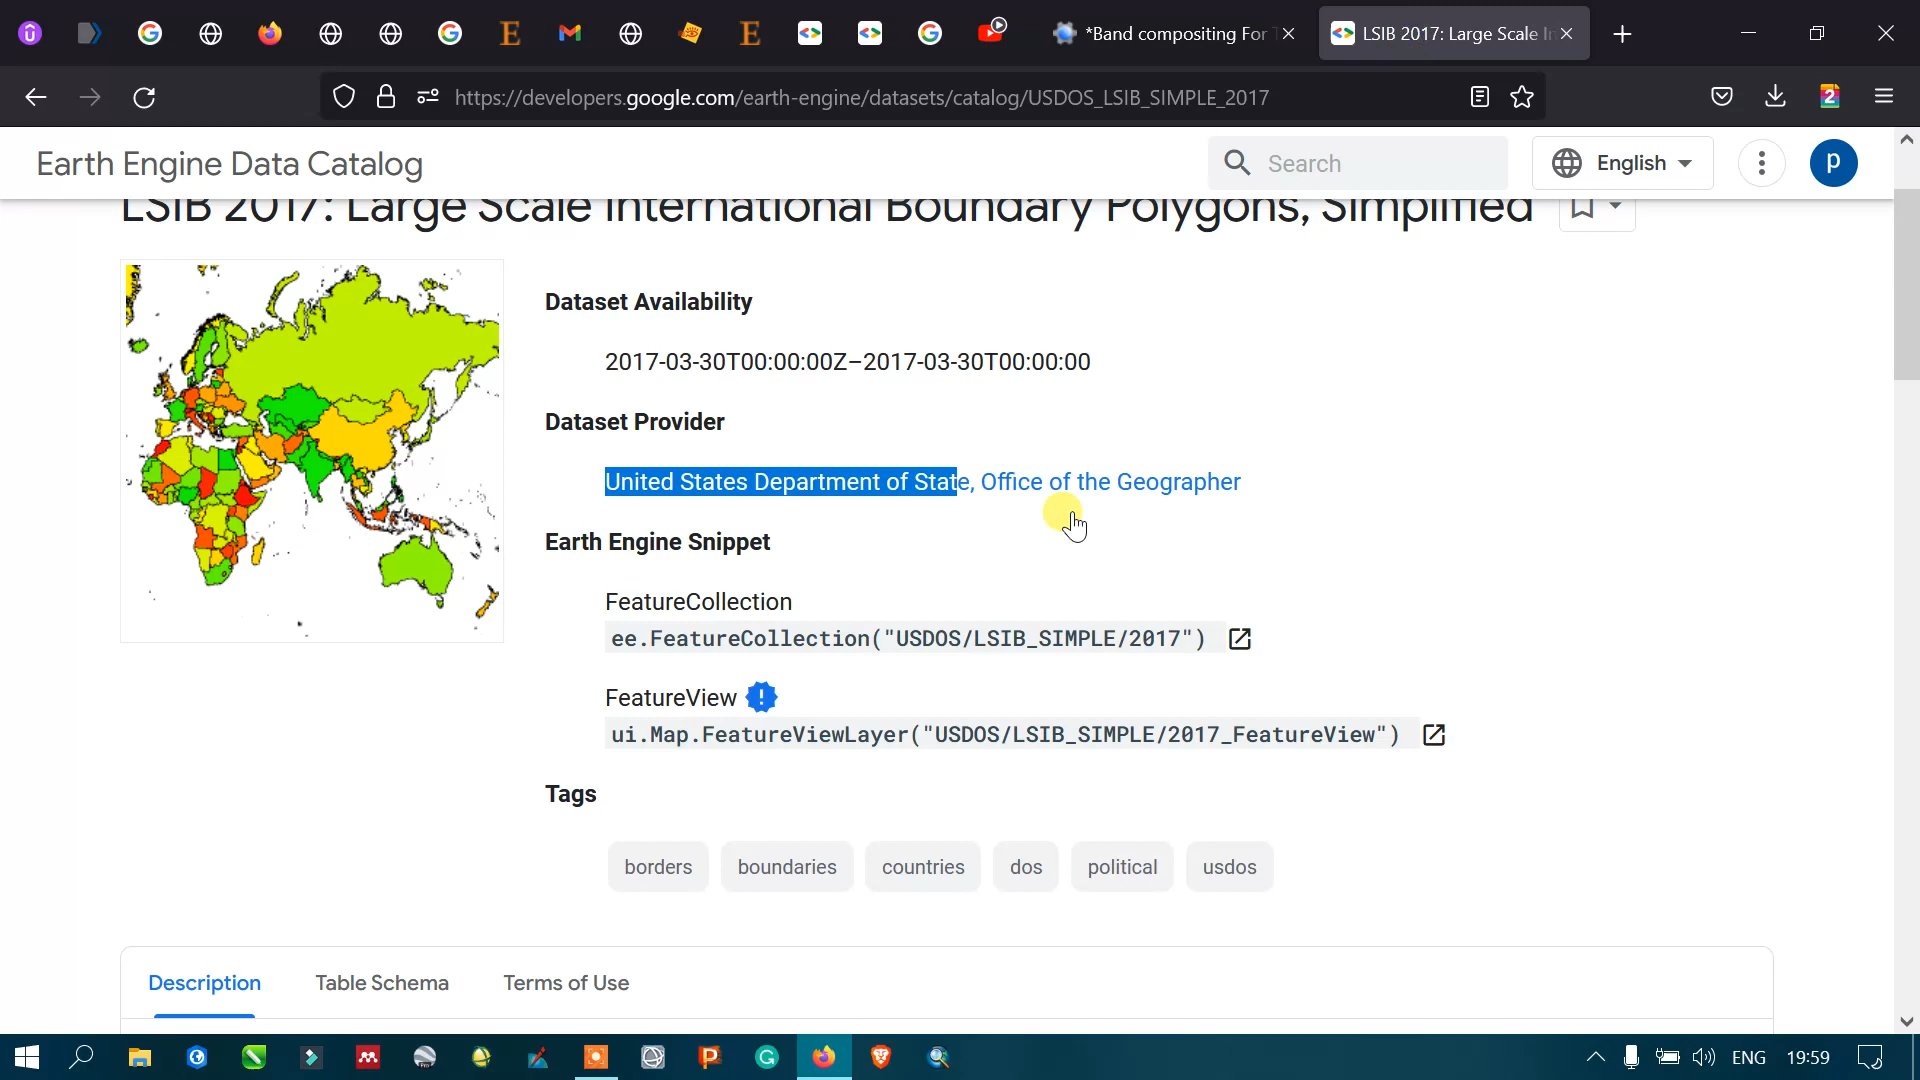 *Band compositing For T
LSIB 2017: Large Scale In
https://developers.google.com/earth-engine/datasets/catalog/USDOS_LSIB_SIMPLE_2017
2
Earth Engine Data Catalog
Search
English
p
LSIB 2017: Large Scale International Boundary Polygons, Simplified
Dataset Availability
2017-03-30T00:00:00Z–2017-03-30T00:00:00
Dataset Provider
United States Department of State, Office of the Geographer
Earth Engine Snippet
FeatureCollection
ee.FeatureCollection("USDOS/LSIB_SIMPLE/2017")
FeatureView
ui.Map.FeatureViewLayer("USDOS/LSIB_SIMPLE/2017_FeatureView")
Tags
borders
boundaries
countries
dos
political
usdos
Description
Table Schema
Terms of Use
ENG
19:59